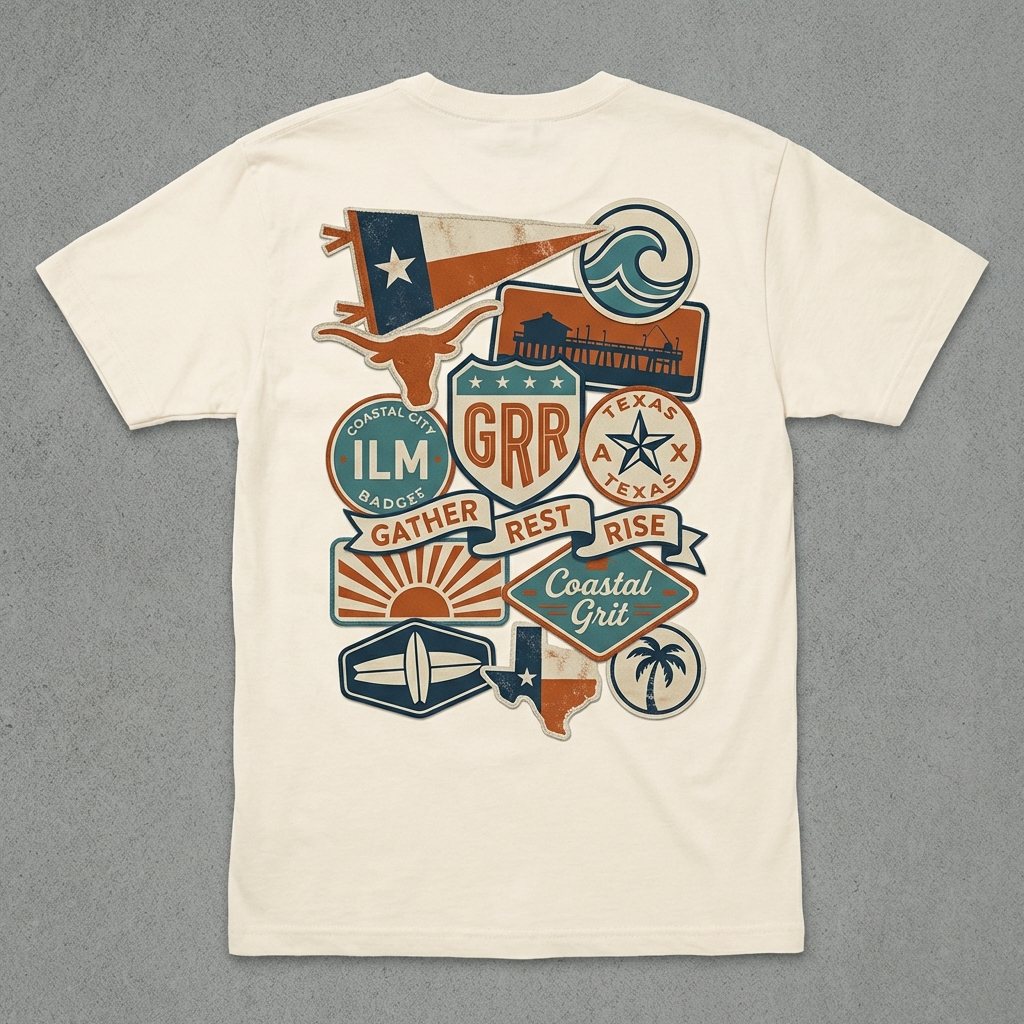 GRR
COASTAL CITY
ILM
BADGES
TEXAS
A X
TEXAS
GATHER REST RISE
Coastal
Grit